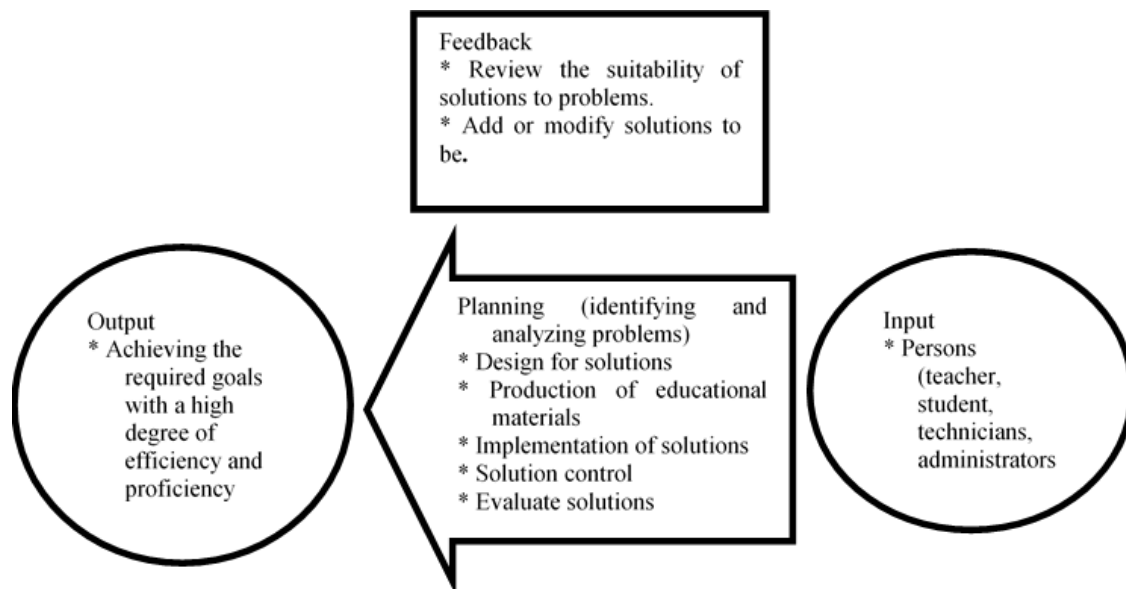 Feedback
* Review the suitability of
solutions to problems.
* Add or modify solutions to
be.
Output
* Achieving the
required goals
with a high
degree of
efficiency and
proficiency
Planning (identifying and
analyzing problems)
* Design for solutions
* Production of educational
materials
* Implementation of solutions
* Solution control
* Evaluate solutions
Input
* Persons
(teacher,
student,
technicians,
administrators